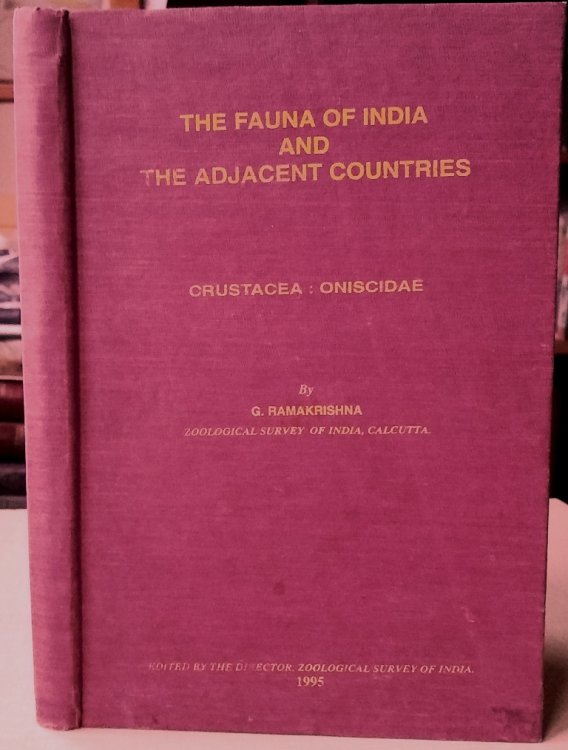 THE FAUNA OF INDIA
AND
THE ADJACENT COUNTRIES
CRUSTACEA : ONISCIDAE
By
G. RAMAKRISHNA
ZOOLOGICAL SURVEY OF INDIA, CALCUTTA.
EDITED BY THE DIRECTOR, ZOOLOGICAL SURVEY OF INDIA.
1995